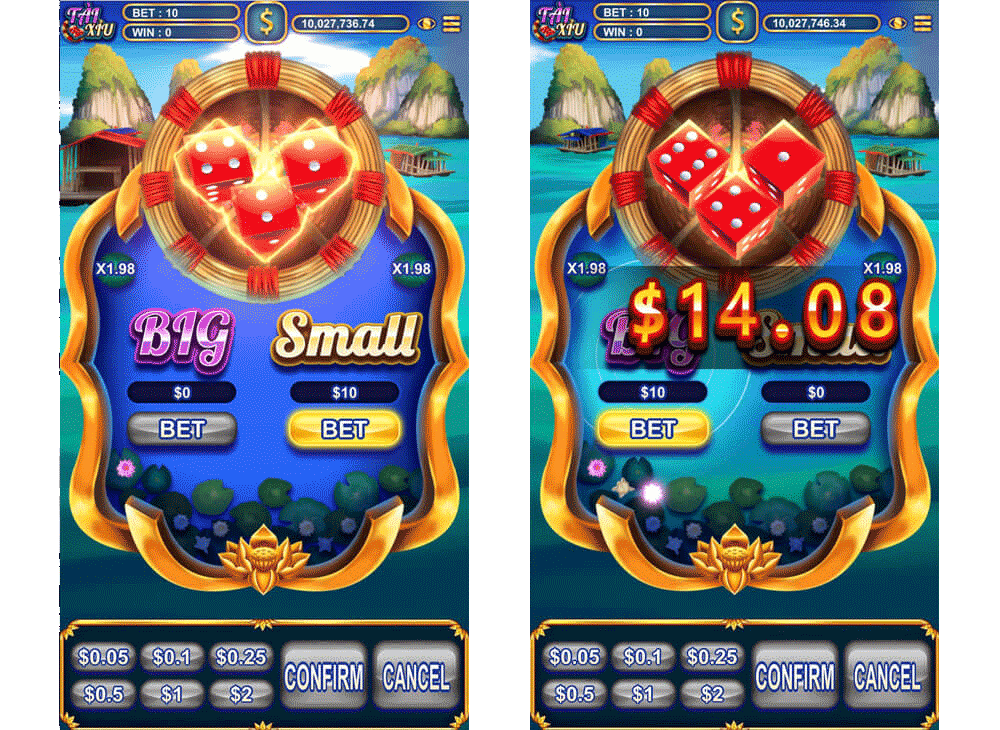 TÀI
XỈU
BET : 10
WIN : 0
$
10,027,736.74
X1.98
X1.98
BIG
Small
$0
$10
BET
BET
$0.05
$0.1
$0.25
$0.5
$1
$2
CONFIRM
CANCEL
TÀI
XỈU
BET : 10
WIN : 0
$
10,027,746.34
X1.98
X1.98
$14.08
BIG
Small
$10
$0
BET
BET
$0.05
$0.1
$0.25
$0.5
$1
$2
CONFIRM
CANCEL